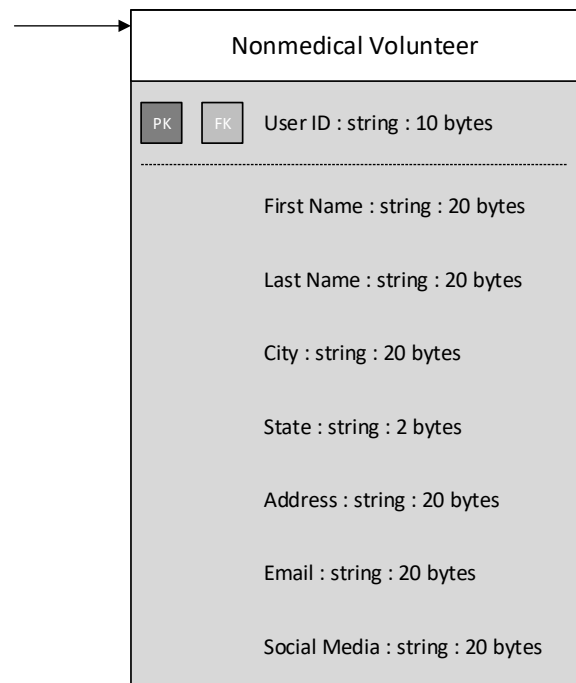 Nonmedical Volunteer
PK FK User ID : string : 10 bytes
First Name : string : 20 bytes
Last Name : string : 20 bytes
City : string : 20 bytes
State : string : 2 bytes
Address : string : 20 bytes
Email : string : 20 bytes
Social Media : string : 20 bytes